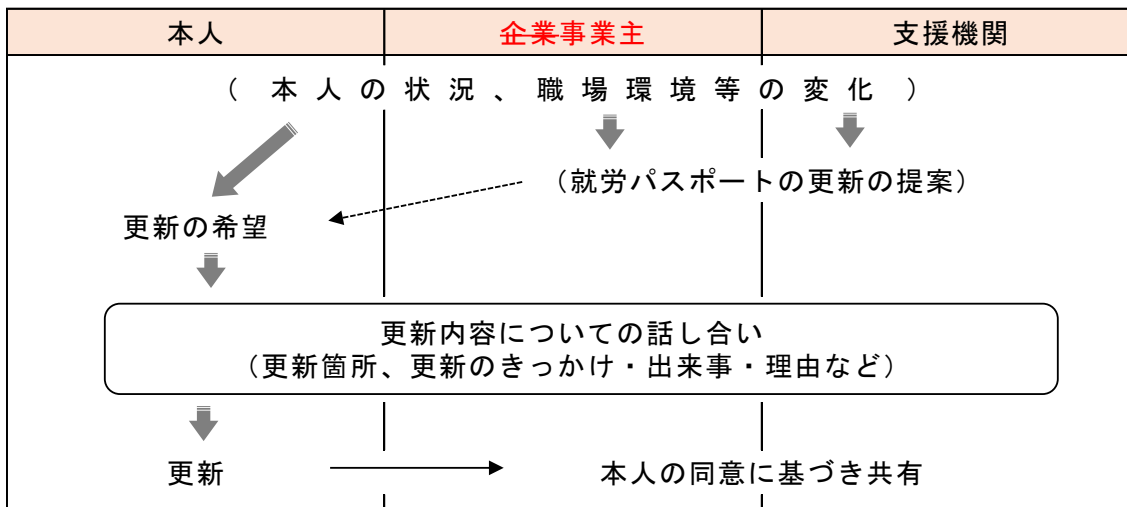 本人
企業事業主
支援機関
(本人の状況、職場環境等の変化)
(就労パスポートの更新の提案)
更新の希望
更新内容についての話し合い
(更新箇所、更新のきっかけ・出来事・理由など)
更新
本人の同意に基づき共有